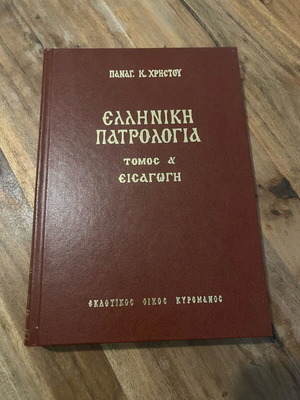 ΠΑΝΑΓ. Κ. ΧΡΗΣΤΟΥ
ΕΛΛΗΝΙΚΗ
ΠΑΤΡΟΛΟΓΙΑ
ΤΟΜΟΣ Α΄
ΕΙΣΑΓΩΓΗ
ΕΚΔΟΤΙΚΟΣ ΟΙΚΟΣ ΚΥΡΟΜΑΝΟΣ